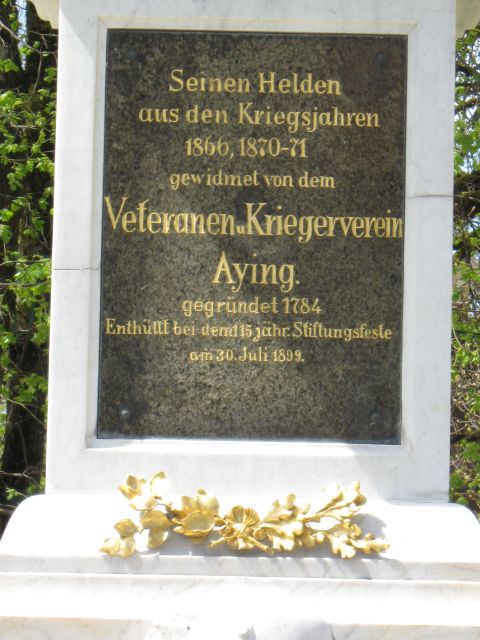 Seinen Helden
aus den Kriegsjahren
1866, 1870-71
gewidmet von dem
Veteranen u. Kriegerverein
Aying.
gegründet 1784
Enthüllt bei dem 115 jähr. Stiftungsfeste
am 30. Juli 1899.